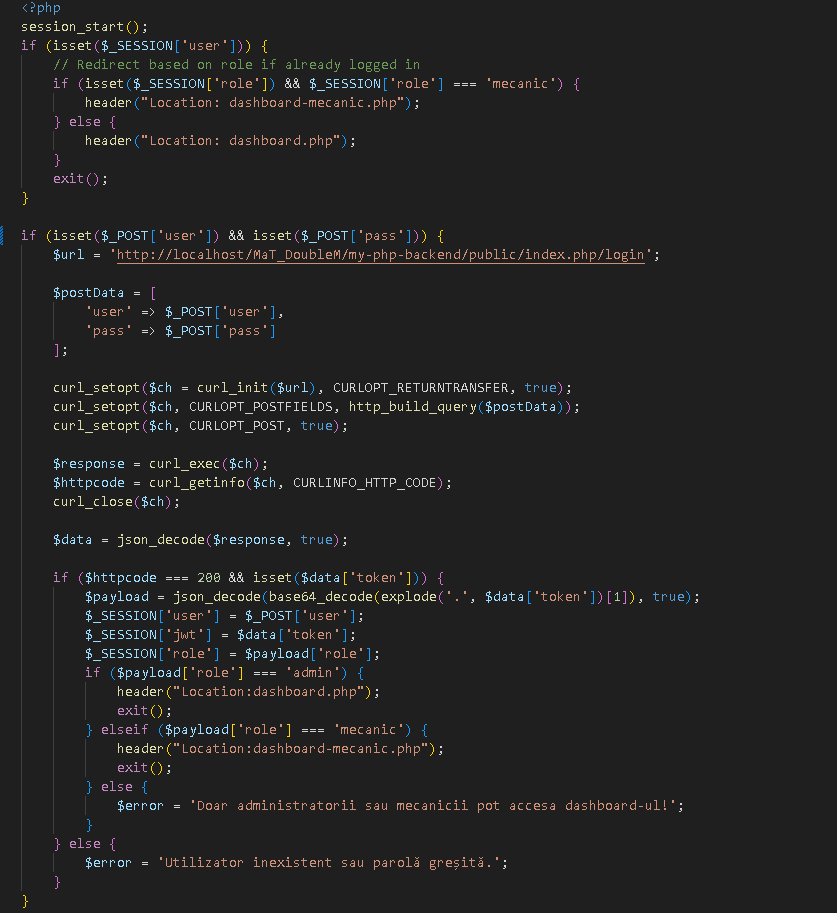 <?php
session_start();
if (isset($_SESSION['user'])) {
    // Redirect based on role if already logged in
    if (isset($_SESSION['role']) && $_SESSION['role'] === 'mecanic') {
        header("Location: dashboard-mecanic.php");
    } else {
        header("Location: dashboard.php");
    }
    exit();
}

if (isset($_POST['user']) && isset($_POST['pass'])) {
    $url = 'http://localhost/MaT_DoubleM/my-php-backend/public/index.php/login';

    $postData = [
        'user' => $_POST['user'],
        'pass' => $_POST['pass']
    ];

    curl_setopt($ch = curl_init($url), CURLOPT_RETURNTRANSFER, true);
    curl_setopt($ch, CURLOPT_POSTFIELDS, http_build_query($postData));
    curl_setopt($ch, CURLOPT_POST, true);

    $response = curl_exec($ch);
    $httpcode = curl_getinfo($ch, CURLINFO_HTTP_CODE);
    curl_close($ch);

    $data = json_decode($response, true);

    if ($httpcode === 200 && isset($data['token'])) {
        $payload = json_decode(base64_decode(explode('.', $data['token'])[1]), true);
        $_SESSION['user'] = $_POST['user'];
        $_SESSION['jwt'] = $data['token'];
        $_SESSION['role'] = $payload['role'];
        if ($payload['role'] === 'admin') {
            header("Location:dashboard.php");
            exit();
        } elseif ($payload['role'] === 'mecanic') {
            header("Location:dashboard-mecanic.php");
            exit();
        } else {
            $error = 'Doar administratorii sau mecanicii pot accesa dashboard-ul!';
        }
    } else {
        $error = 'Utilizator inexistent sau parolă greșită.';
    }
}